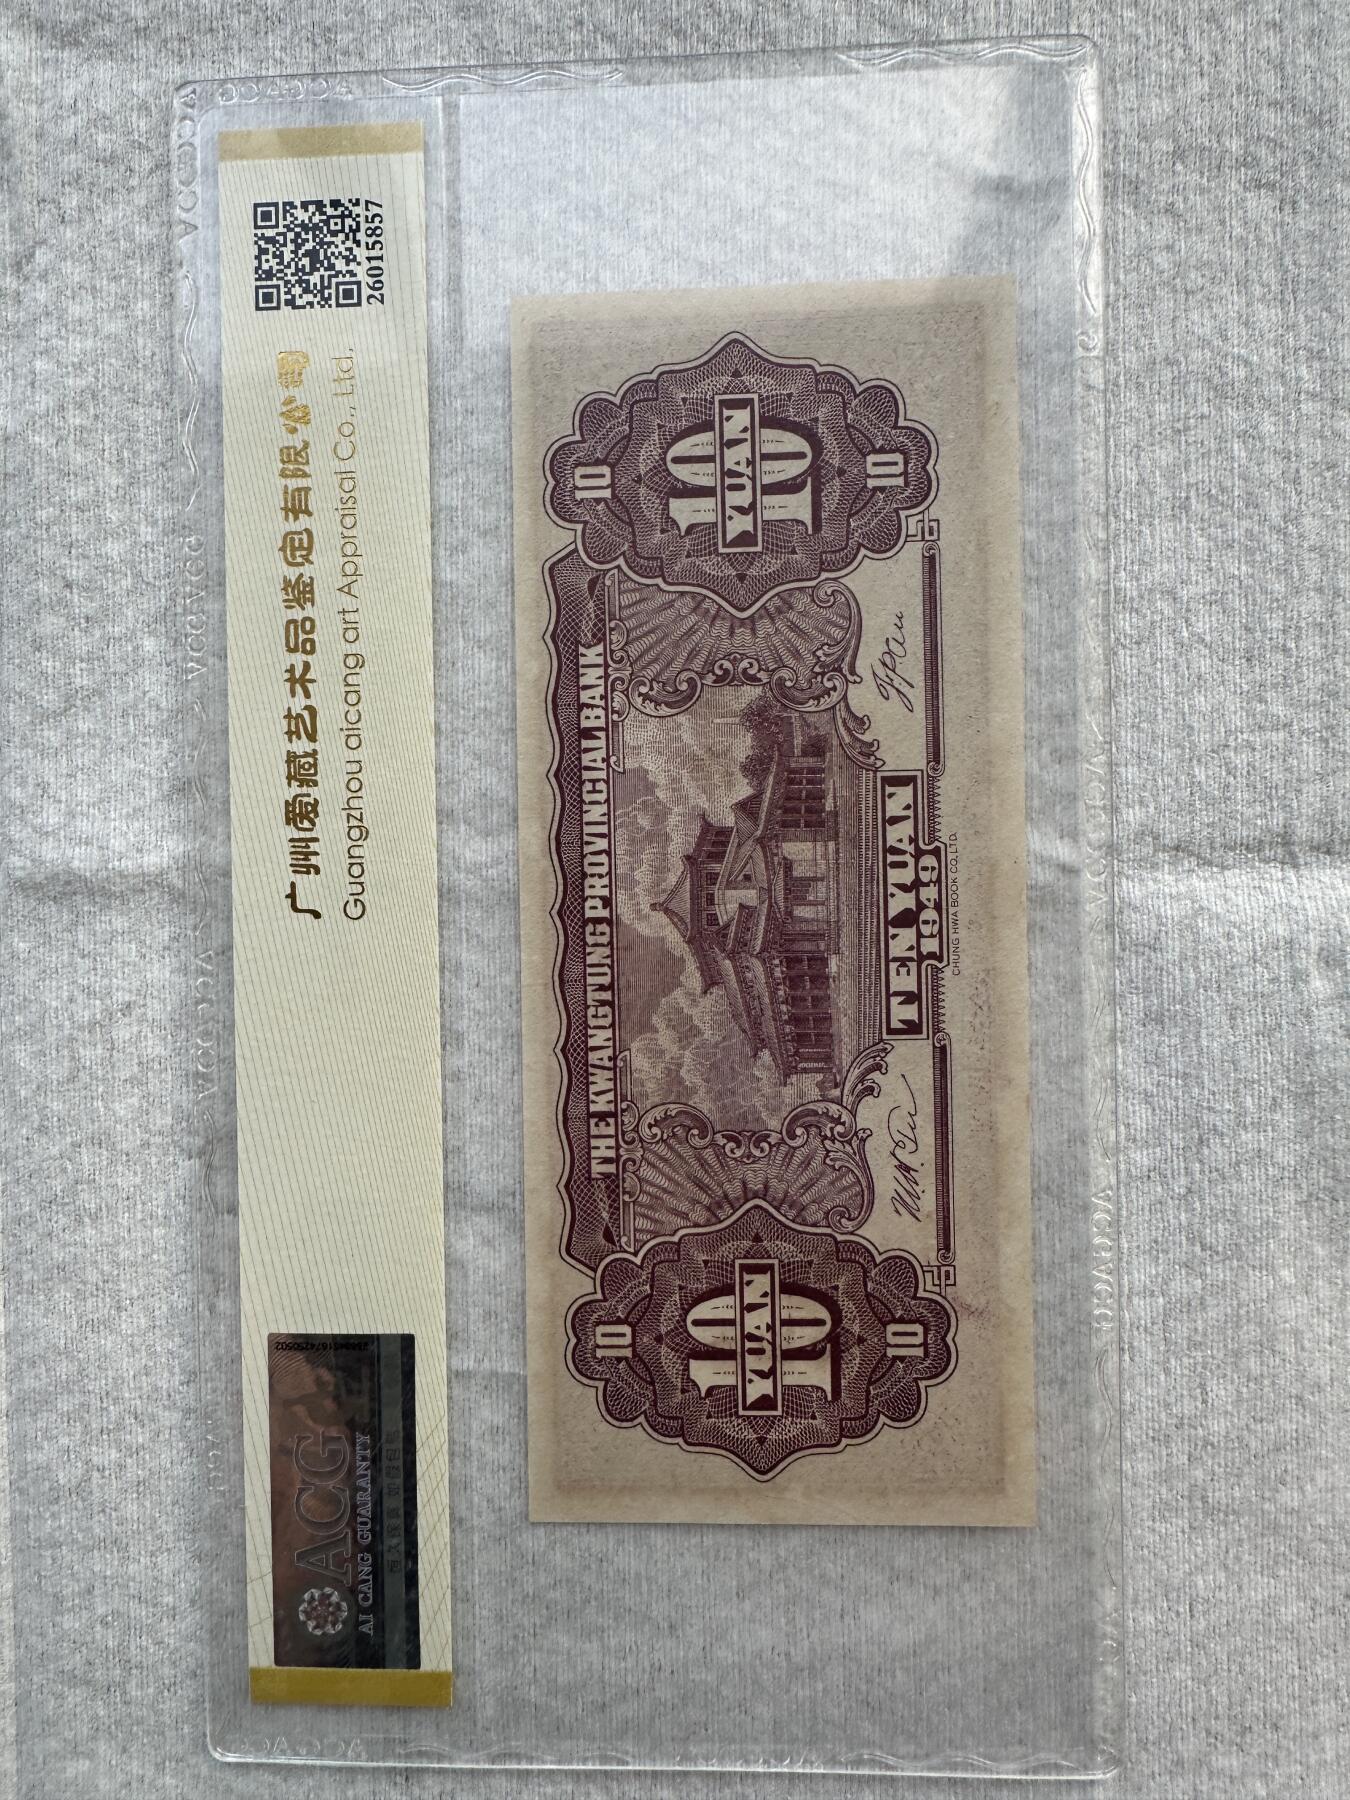 26015857
广州爱藏艺术品鉴定有限公司
Guangzhou aicang art Appraisal Co., Ltd,
ACG
AI CANG GUARANTY
THE KWANGTUNG PROVINCIAL BANK
10
10
YUAN
10
10
10
YUAN
10
TEN YUAN
1949
CHUNG HWA BOOK CO. LTD.